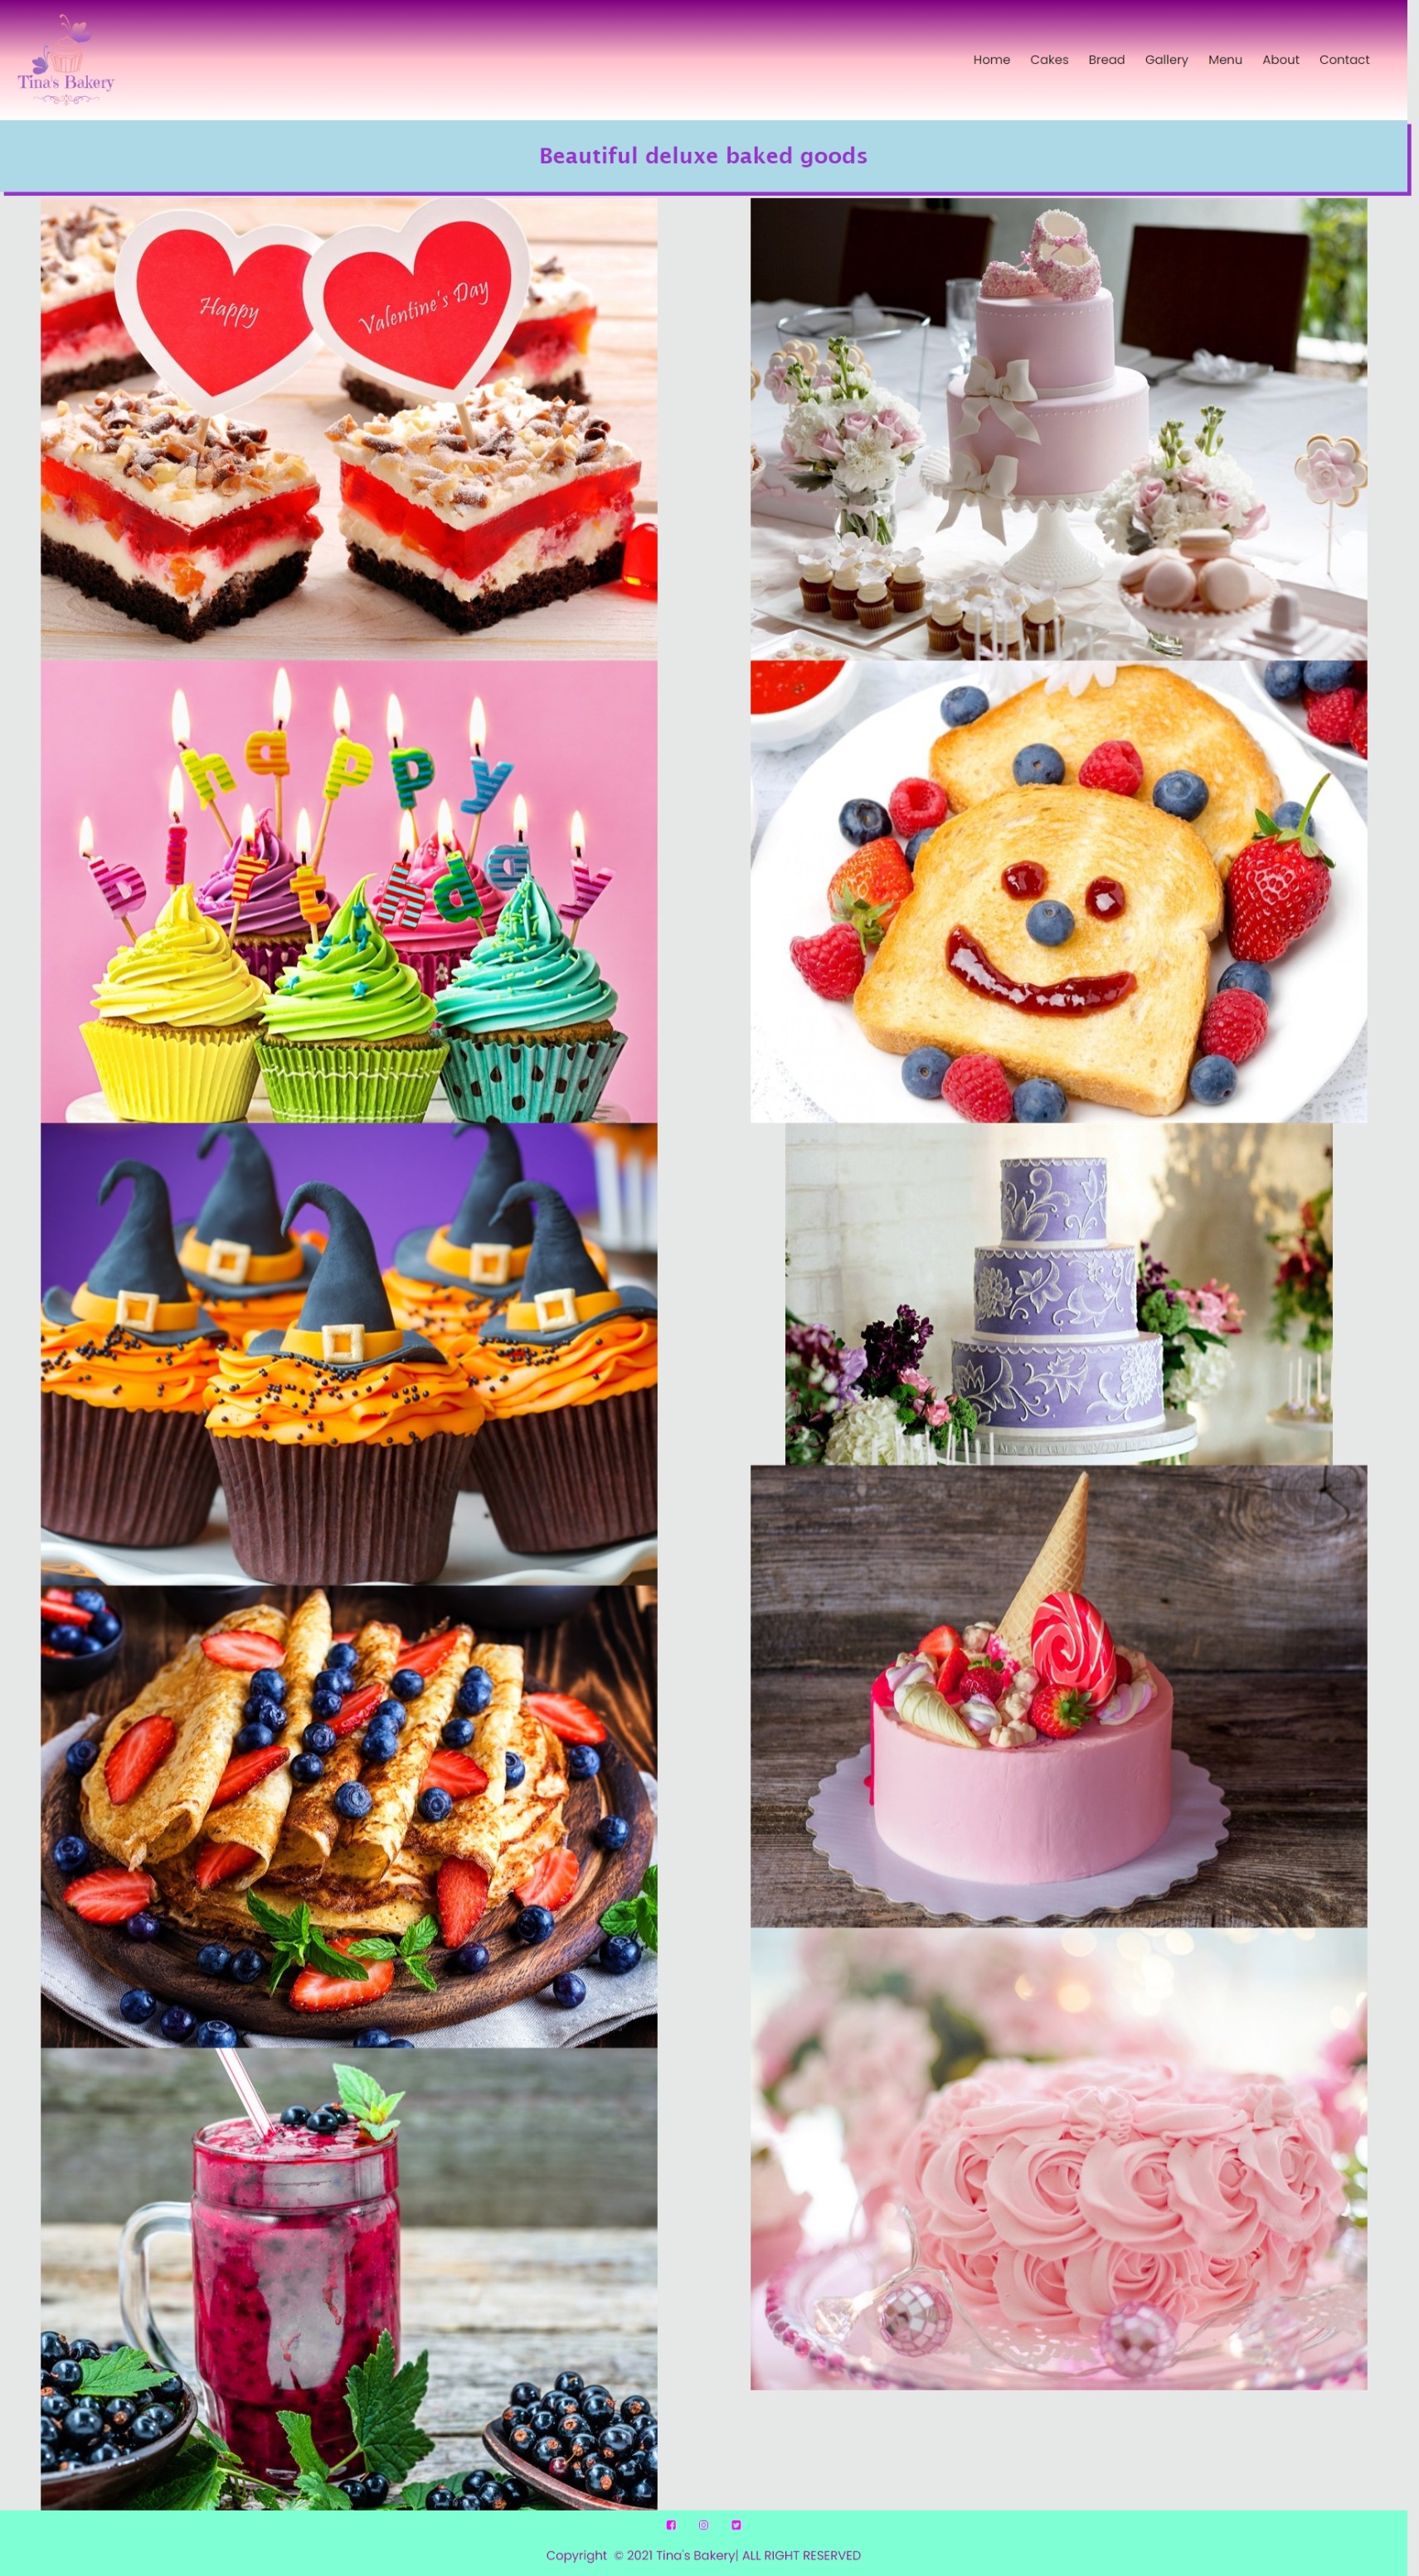 Tina's Bakery
Home Cakes Bread Gallery Menu About Contact
Beautiful deluxe baked goods
Happy
Valentine's Day
happy
birthday
Copyright © 2021 Tina's Bakery| ALL RIGHT RESERVED